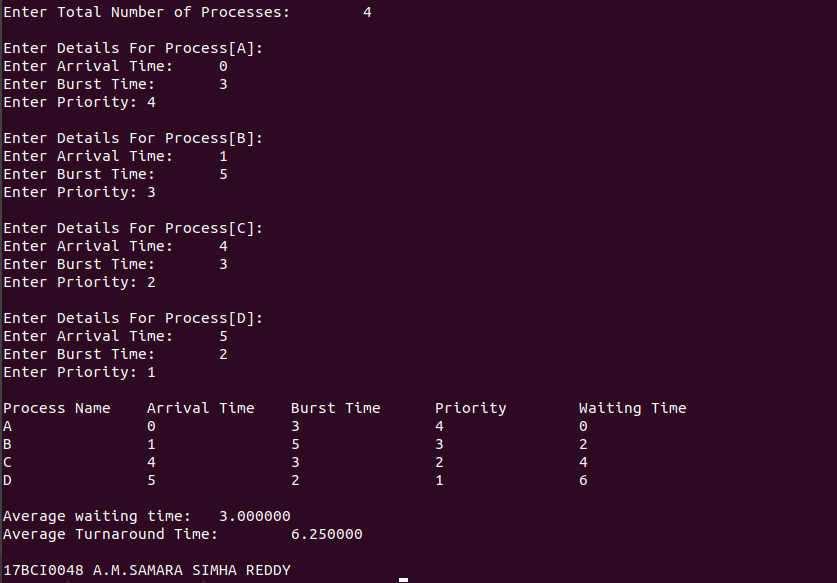 Enter Total Number of Processes: 4
Enter Details For Process[A]:
Enter Arrival Time: 0
Enter Burst Time: 3
Enter Priority: 4
Enter Details For Process[B]:
Enter Arrival Time: 1
Enter Burst Time: 5
Enter Priority: 3
Enter Details For Process[C]:
Enter Arrival Time: 4
Enter Burst Time: 3
Enter Priority: 2
Enter Details For Process[D]:
Enter Arrival Time: 5
Enter Burst Time: 2
Enter Priority: 1
Process Name Arrival Time Burst Time Priority Waiting Time
A 0 3 4 0
B 1 5 3 2
C 4 3 2 4
D 5 2 1 6
Average waiting time: 3.000000
Average Turnaround Time: 6.250000
17BCI0048 A.M.SAMARA SIMHA REDDY